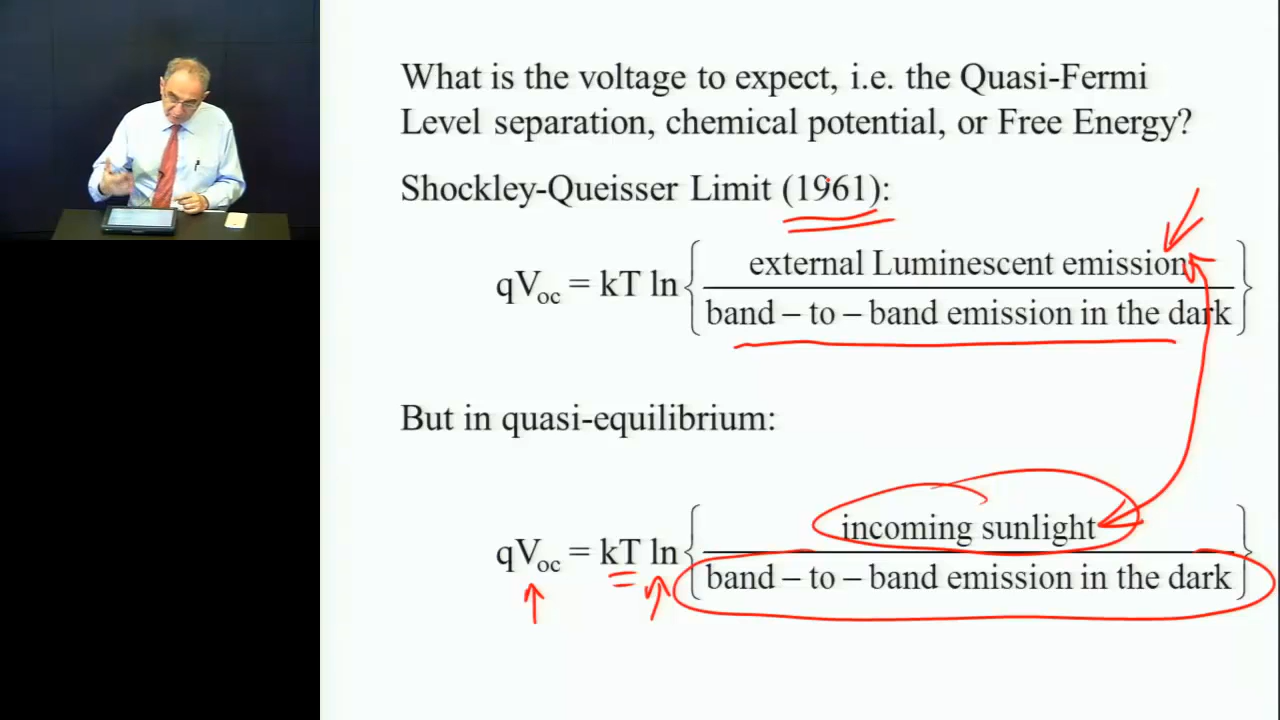 What is the voltage to expect, i.e. the Quasi-Fermi
Level separation, chemical potential, or Free Energy?
Shockley-Queisser Limit (1961):
qVoc = kT ln { external Luminescent emission / band – to – band emission in the dark }
But in quasi-equilibrium:
qVoc = kT ln { incoming sunlight / band – to – band emission in the dark }